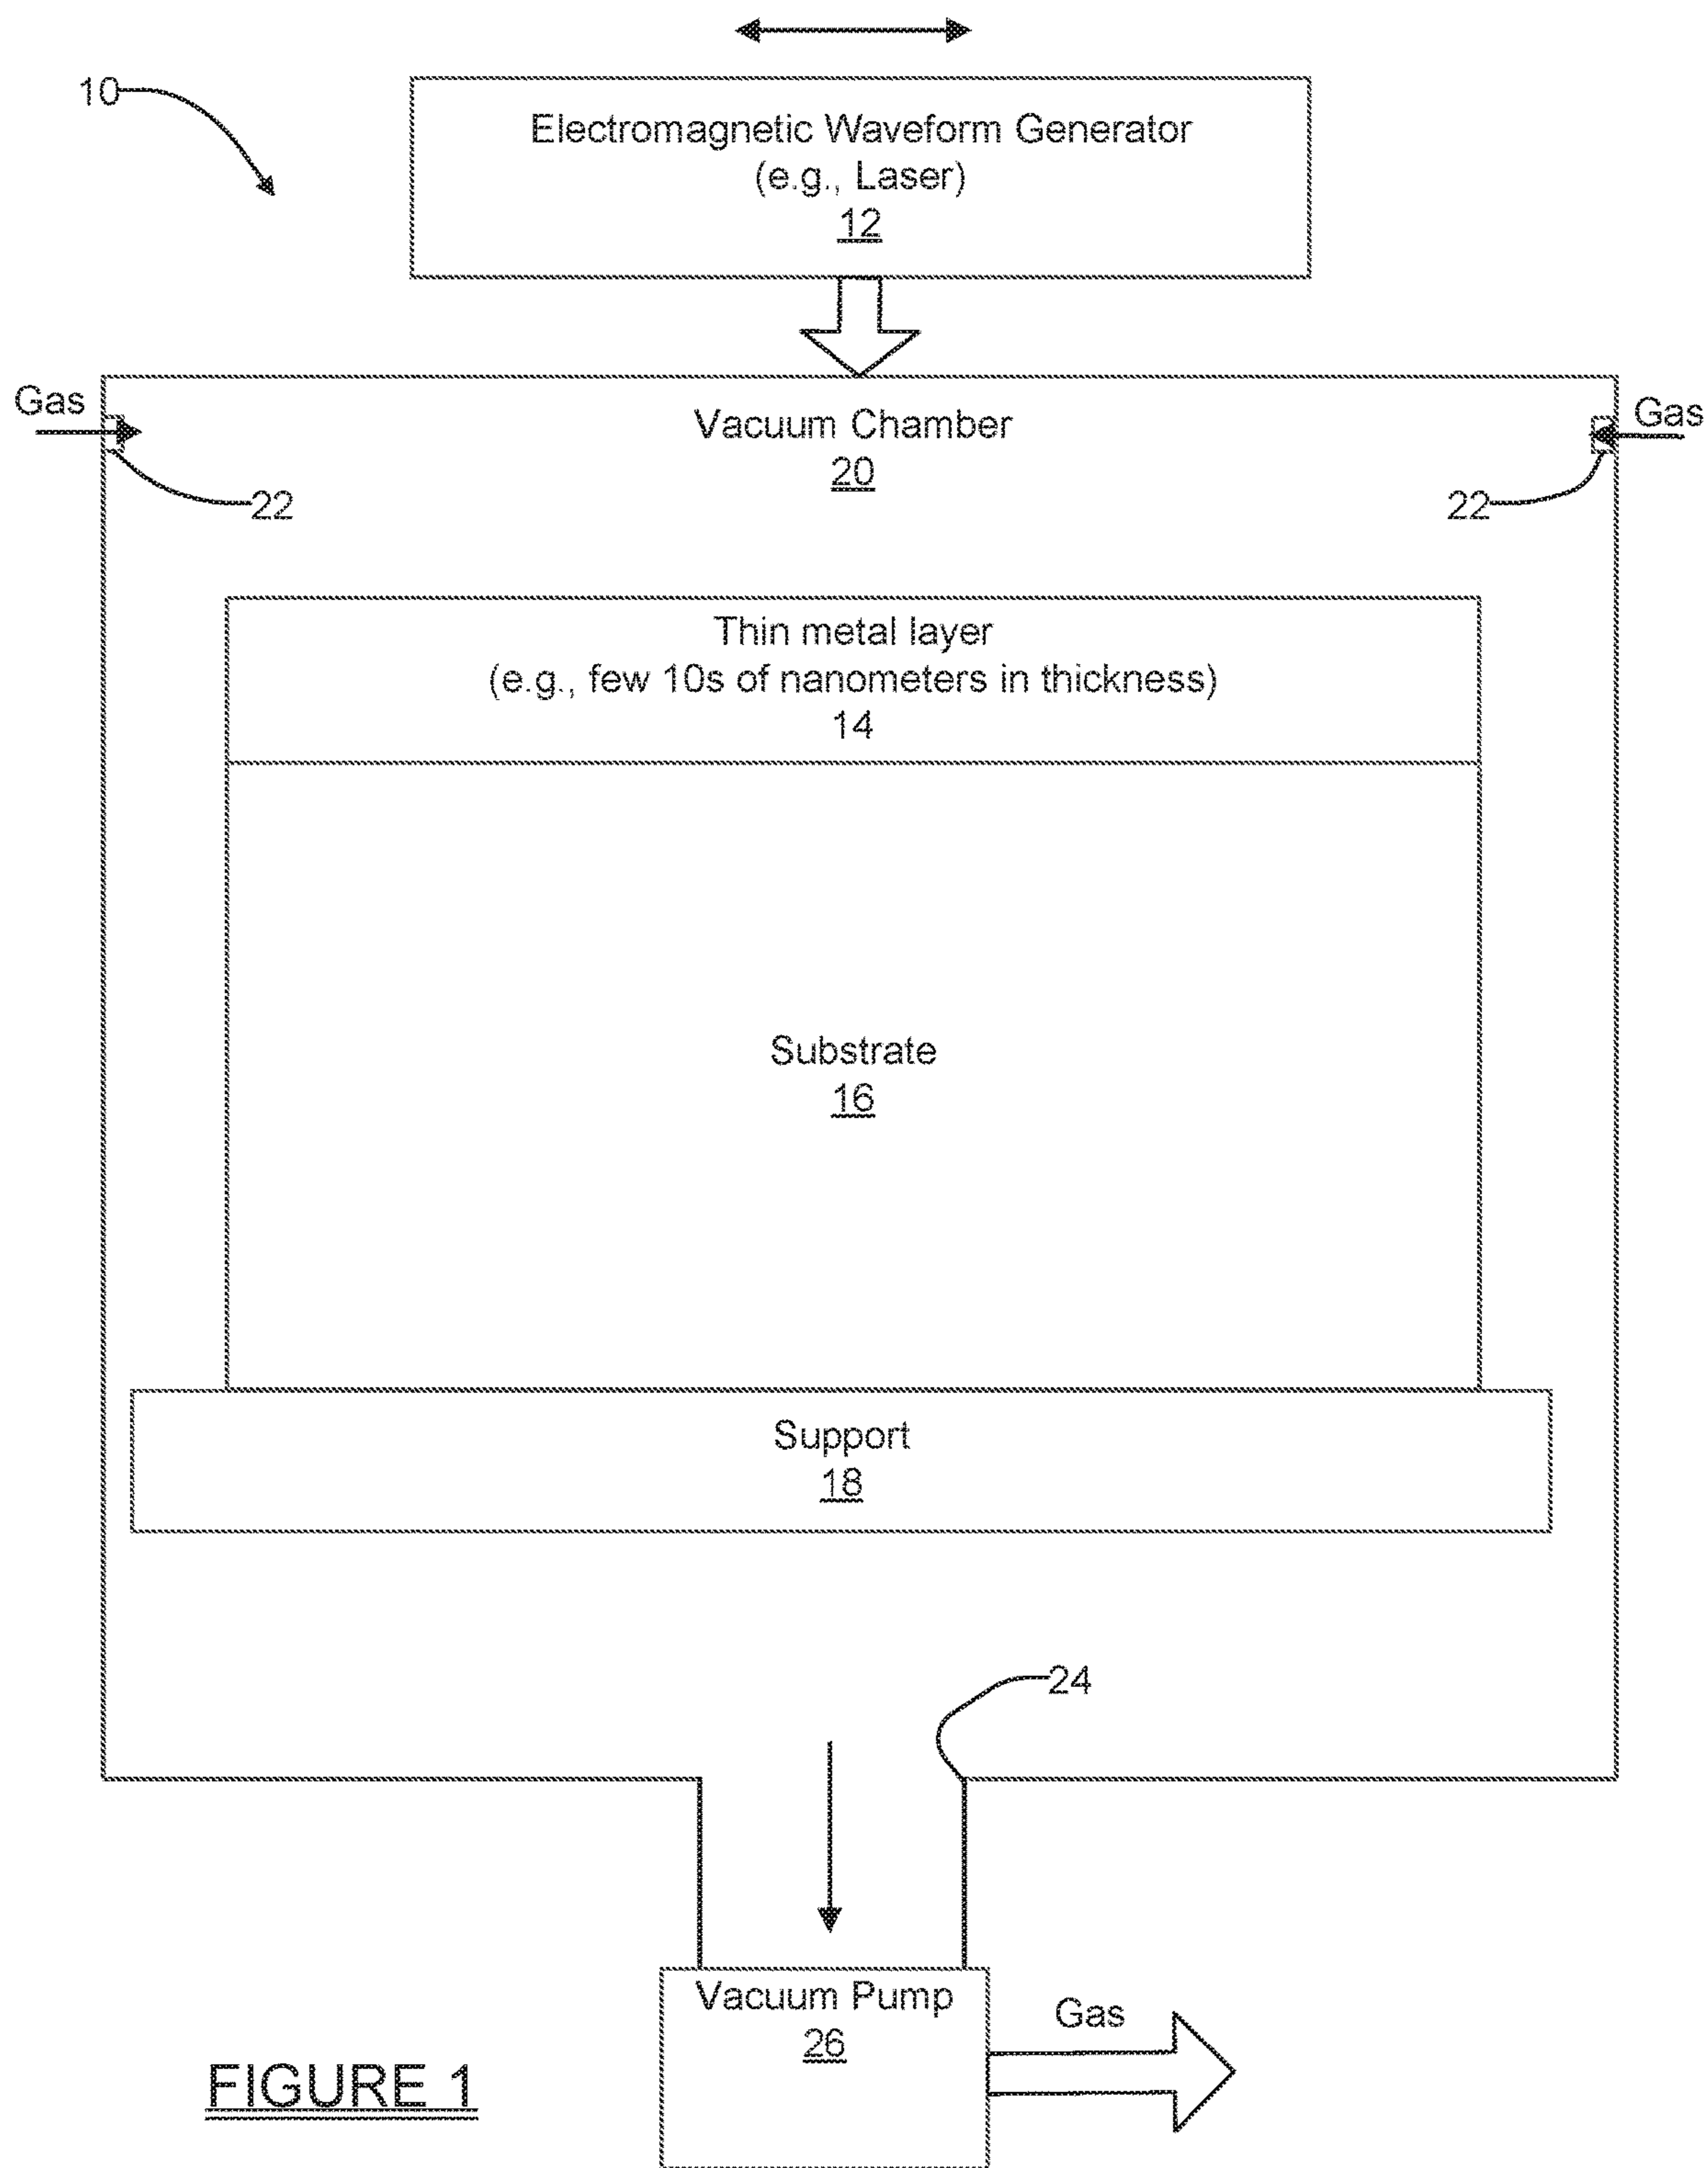 10
Electromagnetic Waveform Generator
(e.g., Laser)
12
Gas
Vacuum Chamber
20
Gas
22
22
Thin metal layer
(e.g., few 10s of nanometers in thickness)
14
Substrate
16
Support
18
24
Vacuum Pump
26
Gas
FIGURE 1